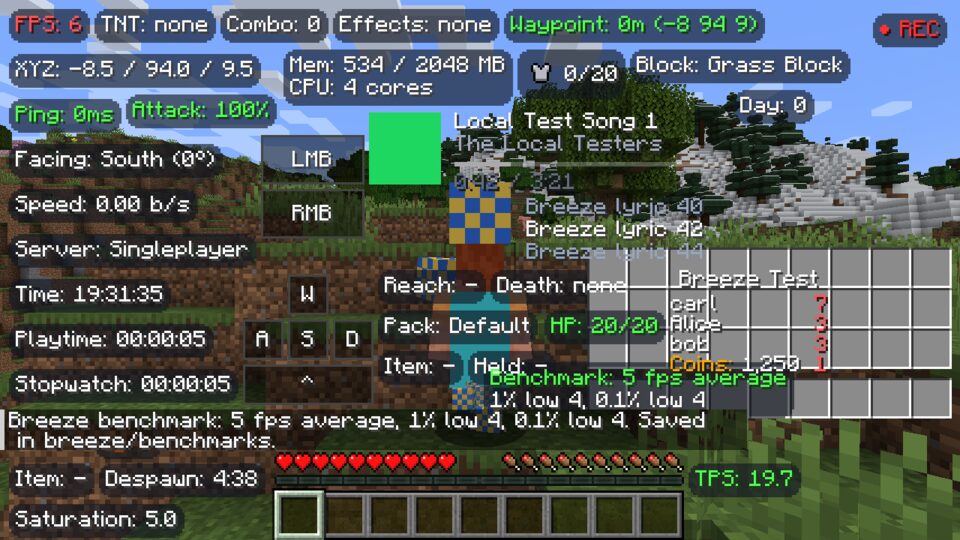 FPS: 6
TNT: none
Combo: 0
Effects: none
Waypoint: 0m (-8 94 9)
REC
XYZ: -8.5 / 94.0 / 9.5
Mem: 534 / 2048 MB
CPU: 4 cores
0/20
Block: Grass Block
Ping: 0ms
Attack: 100%
Day: 0
Local Test Song 1
The Local Testers
Facing: South (0°)
LMB
Speed: 0.00 b/s
RMB
Breeze lyric 40
Breeze lyric 42
Breeze lyric 44
Server: Singleplayer
Breeze Test
Time: 19:31:35
W
Reach: - Death: none
carl 7
Alice 3
bob 3
Coins: 1,250 1
Playtime: 00:00:05
A
S
D
Pack: Default
HP: 20/20
Item: - Held: -
Stopwatch: 00:00:05
^
Benchmark: 5 fps average
1% low 4, 0.1% low 4
Breeze benchmark: 5 fps average, 1% low 4, 0.1% low 4. Saved
in breeze/benchmarks.
Item: - Despawn: 4:38
TPS: 19.7
Saturation: 5.0